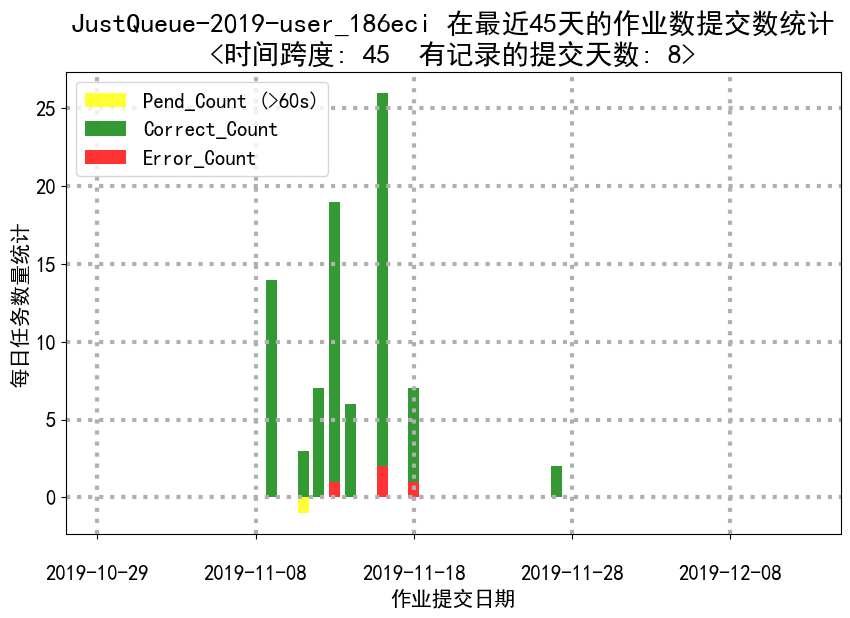 JustQueue-2019-user_186eci 在最近45天的作业数提交数统计
<时间跨度: 45  有记录的提交天数: 8>
Pend_Count (>60s)
Correct_Count
Error_Count
每日任务数量统计
25
20
15
10
5
0
2019-10-29
2019-11-08
2019-11-18
2019-11-28
2019-12-08
作业提交日期